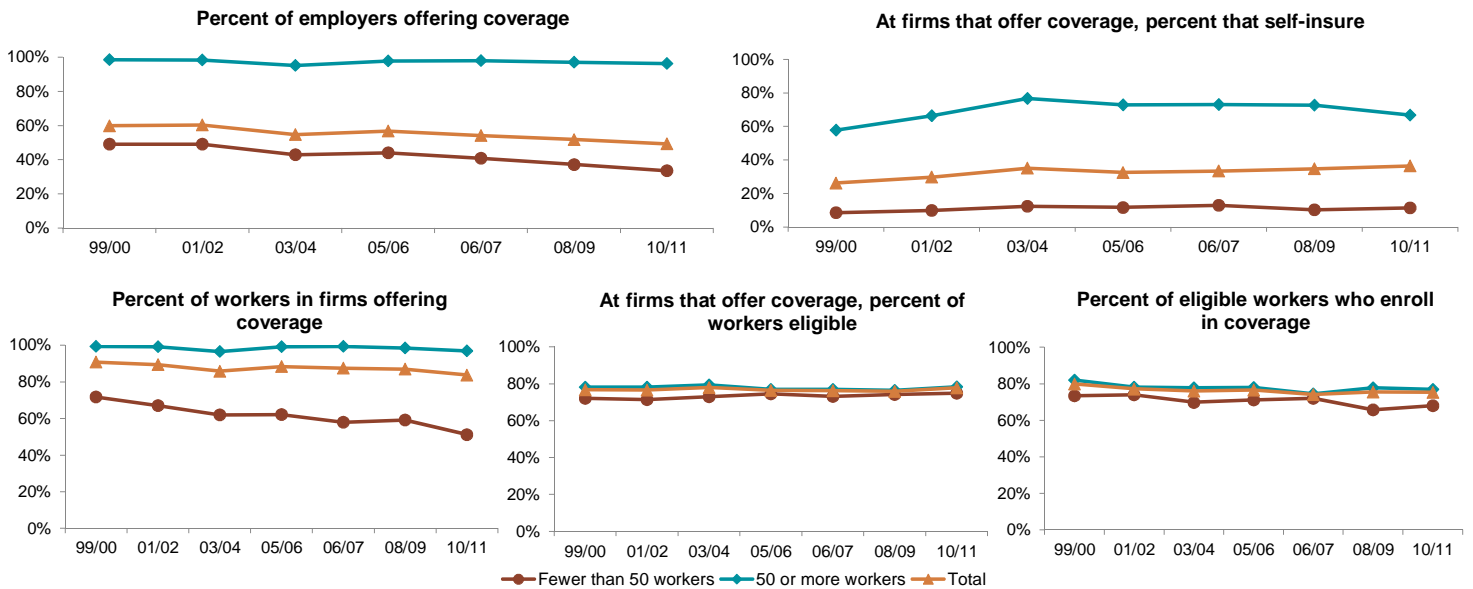 Percent of employers offering coverage
100%
80%
60%
40%
20%
0%
99/00 01/02 03/04 05/06 06/07 08/09 10/11
At firms that offer coverage, percent that self-insure
100%
80%
60%
40%
20%
0%
99/00 01/02 03/04 05/06 06/07 08/09 10/11
Percent of workers in firms offering
coverage
100%
80%
60%
40%
20%
0%
99/00 01/02 03/04 05/06 06/07 08/09 10/11
At firms that offer coverage, percent of
workers eligible
100%
80%
60%
40%
20%
0%
99/00 01/02 03/04 05/06 06/07 08/09 10/11
Percent of eligible workers who enroll
in coverage
100%
80%
60%
40%
20%
0%
99/00 01/02 03/04 05/06 06/07 08/09 10/11
Fewer than 50 workers 50 or more workers Total